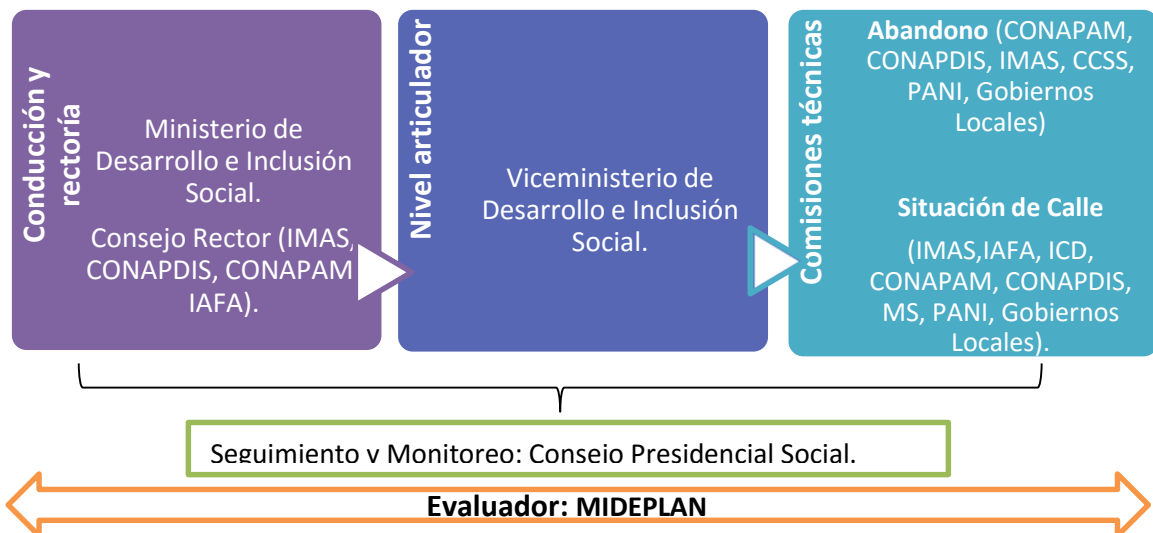 Conducción y
rectoría
Ministerio de
Desarrollo e Inclusión
Social.
Consejo Rector (IMAS,
CONAPDIS, CONAPAM
IAFA).
Nivel articulador
Viceministerio de
Desarrollo e Inclusión
Social.
Comisiones técnicas
Abandono (CONAPAM,
CONAPDIS, IMAS, CCSS,
PANI, Gobiernos
Locales)
Situación de Calle
(IMAS,IAFA, ICD,
CONAPAM, CONAPDIS,
MS, PANI, Gobiernos
Locales).
Seguimiento y Monitoreo: Consejo Presidencial Social.
Evaluador: MIDEPLAN